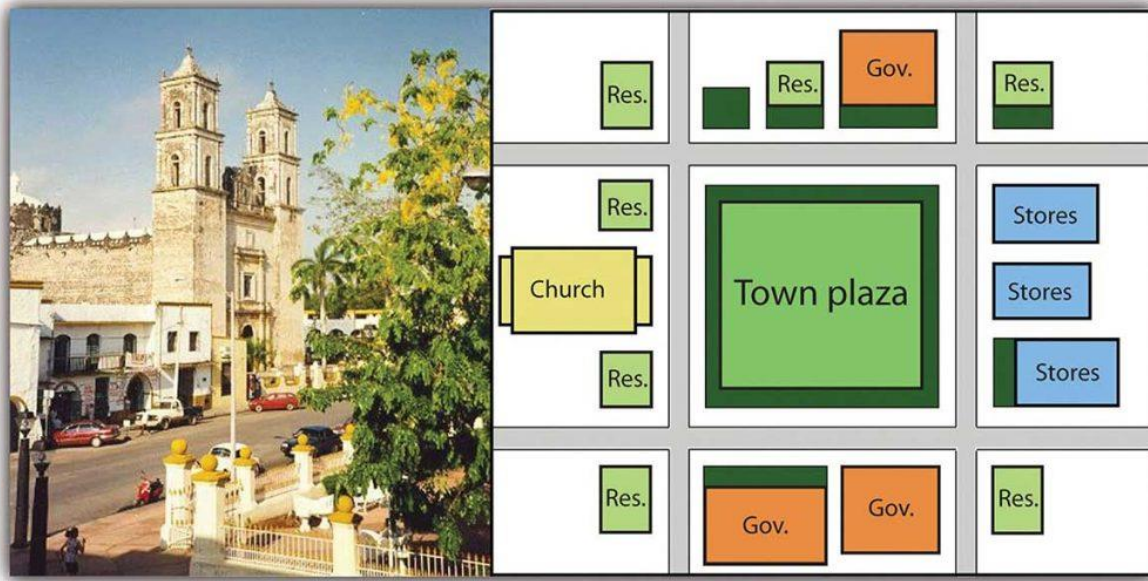 Res.
Res.
Gov.
Res.
Res.
Stores
Church
Town plaza
Stores
Res.
Stores
Res.
Gov.
Gov.
Res.